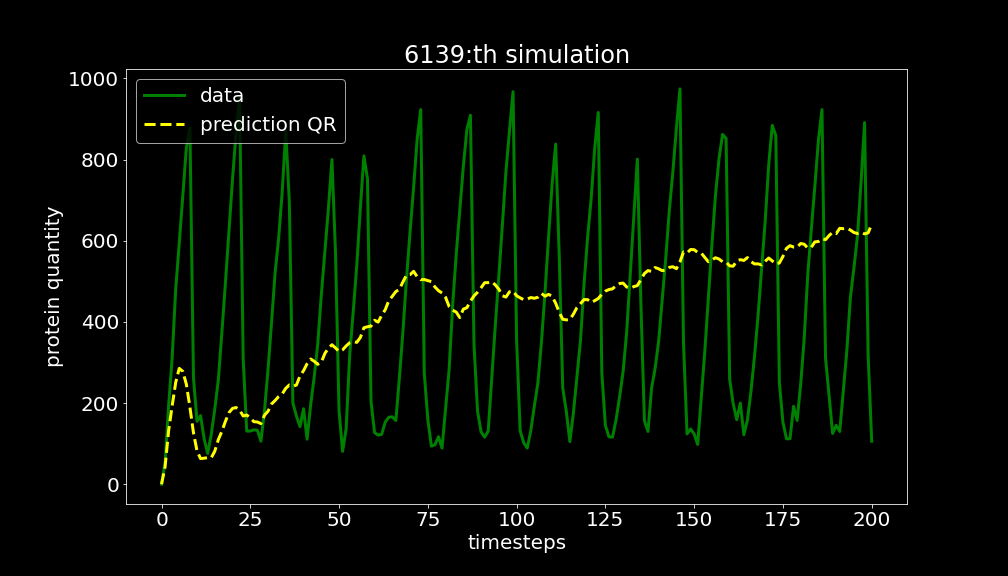 6139:th simulation
data
prediction QR
protein quantity
1000
800
600
400
200
0
0 25 50 75 100 125 150 175 200
timesteps